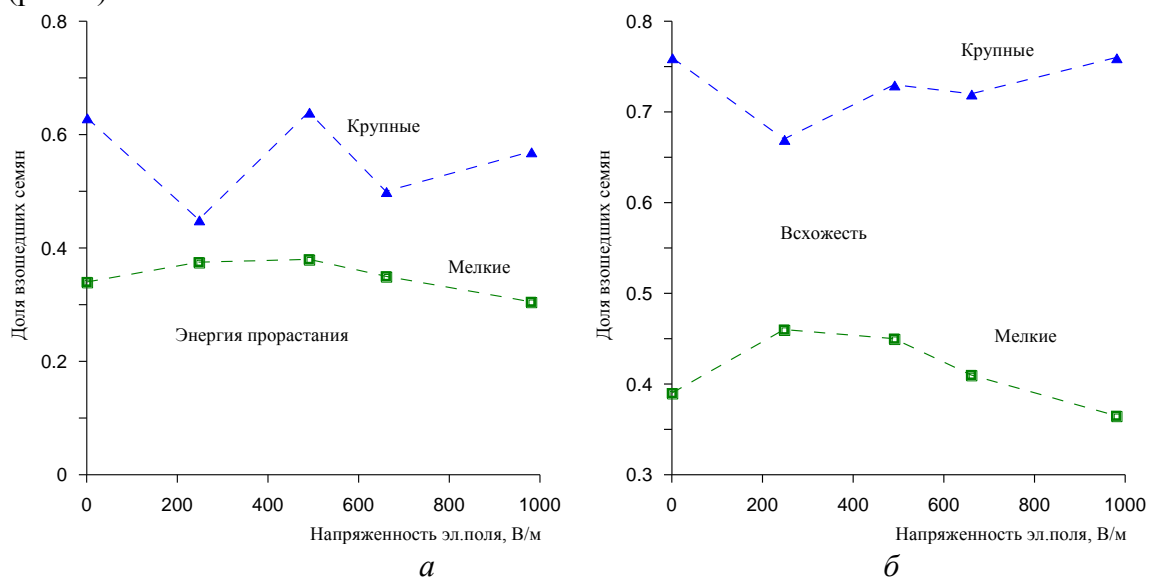 0.8
0.6
0.4
0.2
0
Доля взошедших семян
Крупные
Мелкие
Энергия прорастания
0 200 400 600 800 1000
Напряженность эл.поля, В/м
а
0.8
0.7
0.6
0.5
0.4
0.3
Доля взошедших семян
Крупные
Всхожесть
Мелкие
0 200 400 600 800 1000
Напряженность эл.поля, В/м
б